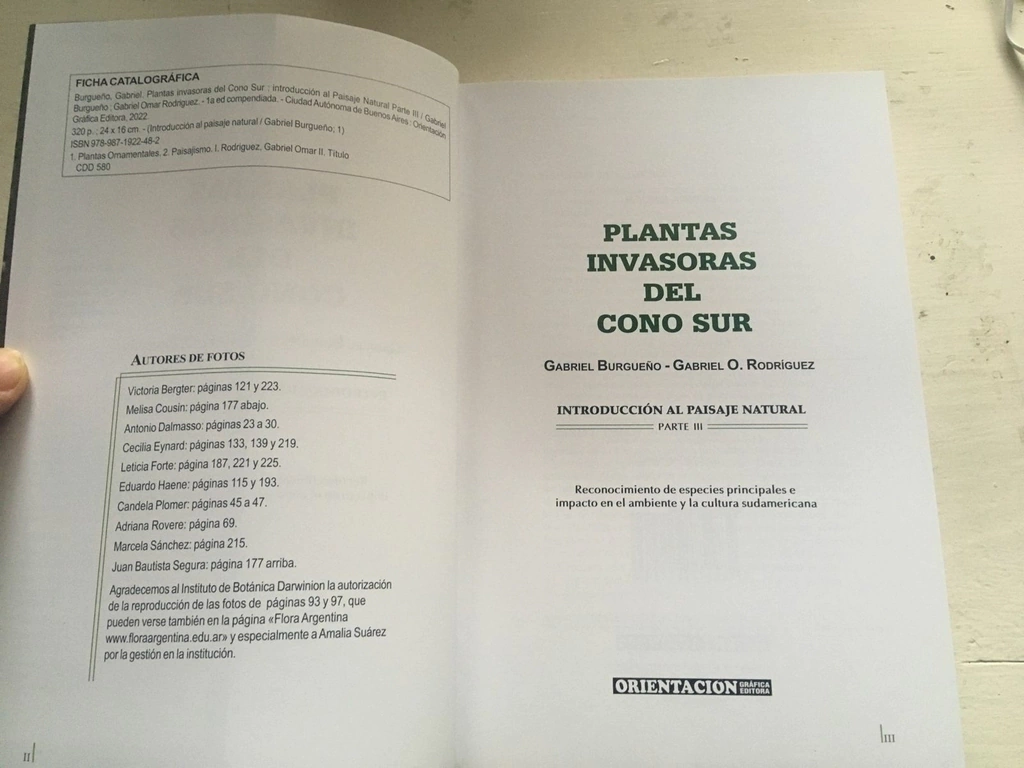 FICHA CATALOGRÁFICA
Burgueño, Gabriel. Plantas invasoras del Cono Sur : introducción al Paisaje Natural Parte III / Gabriel
Burgueño ; Gabriel Omar Rodriguez. - 1a ed compendiada. - Ciudad Autónoma de Buenos Aires : Orientación
Gráfica Editora, 2022.
320 p. ; 24 x 16 cm. - (Introducción al paisaje natural / Gabriel Burgueño; 1)
ISBN 978-987-1922-48-2
1. Plantas Ornamentales. 2. Paisajismo. I. Rodriguez, Gabriel Omar II. Título
CDD 580
AUTORES DE FOTOS
Victoria Bergter: páginas 121 y 223.
Melisa Cousin: página 177 abajo.
Antonio Dalmasso: páginas 23 a 30.
Cecilia Eynard: páginas 133, 139 y 219.
Leticia Forte: página 187, 221 y 225.
Eduardo Haene: páginas 115 y 193.
Candela Plomer: páginas 45 a 47.
Adriana Rovere: página 69.
Marcela Sánchez: página 215.
Juan Bautista Segura: página 177 arriba.
Agradecemos al Instituto de Botánica Darwinion la autorización
de la reproducción de las fotos de páginas 93 y 97, que
pueden verse también en la página «Flora Argentina
www.floraargentina.edu.ar» y especialmente a Amalia Suárez
por la gestión en la institución.
II
PLANTAS
INVASORAS
DEL
CONO SUR
GABRIEL BURGUEÑO - GABRIEL O. RODRÍGUEZ
INTRODUCCIÓN AL PAISAJE NATURAL
PARTE III
Reconocimiento de especies principales e
impacto en el ambiente y la cultura sudamericana
ORIENTACION GRÁFICA
EDITORA
III